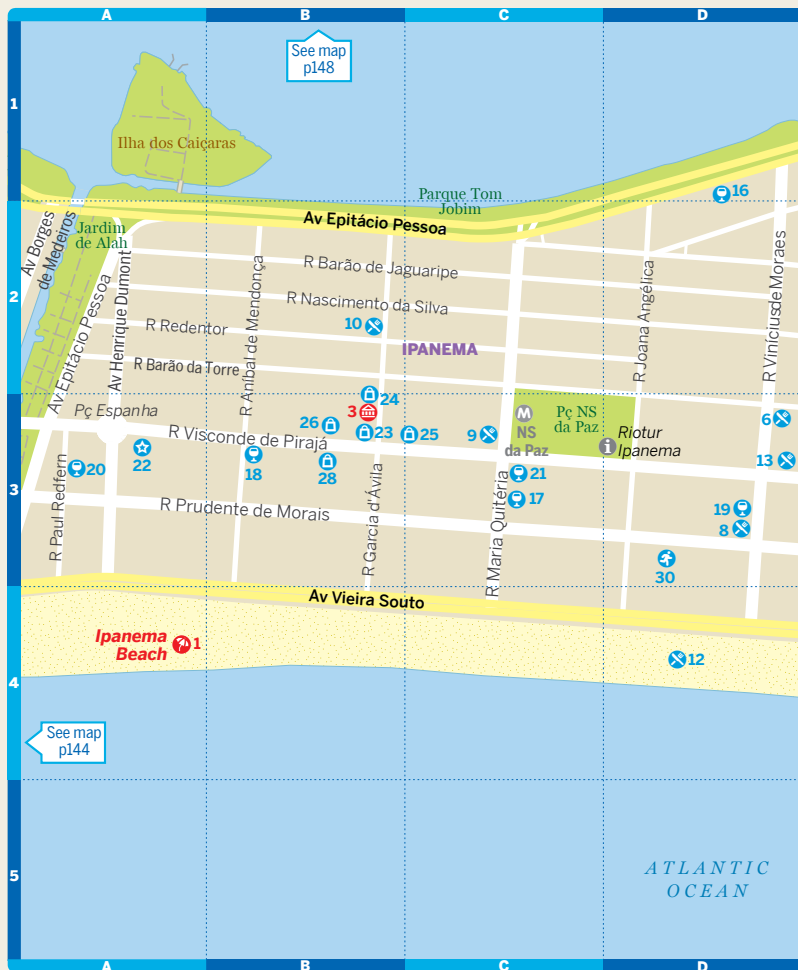 A
B
C
D
See map
p148
1
Ilha dos Caiçaras
Parque Tom
Jobim
16
Av Epitácio Pessoa
Av Borges
de Medeiros
Jardim
de Alah
2
R Barão de Jaguaripe
R Nascimento da Silva
R Redentor
10
IPANEMA
R Barão da Torre
Av Epitácio Pessoa
Av Henrique Dumont
R Aníbal de Mendonça
R Joana Angélica
R Vinícius de Moraes
24
3
Pç Espanha
26
23
25
9
M
NS
da Paz
Pç NS
da Paz
i
Riotur
Ipanema
6
R Visconde de Pirajá
13
20
22
18
28
21
17
3
R Paul Redfern
R Garcia d'Ávila
R Maria Quitéria
R Prudente de Morais
19
8
30
Av Vieira Souto
Ipanema
Beach
1
12
4
See map
p144
5
ATLANTIC
OCEAN
A
B
C
D